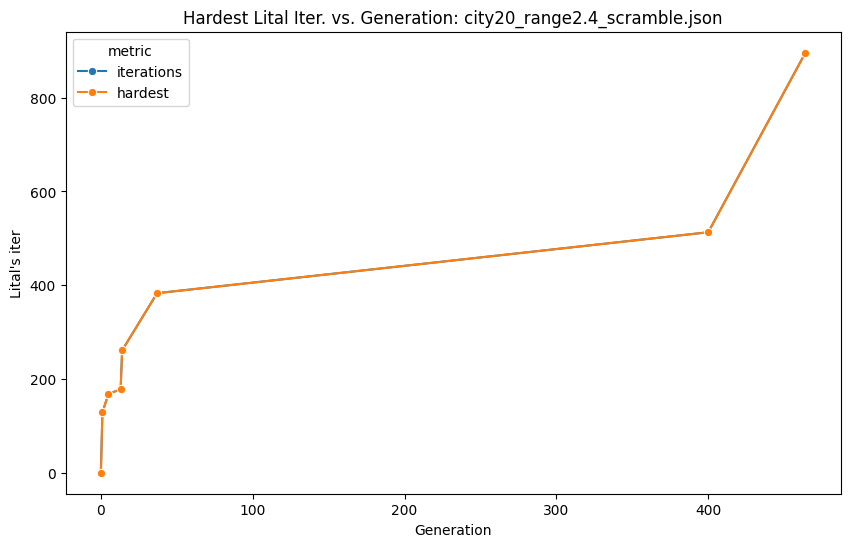 Hardest Lital Iter. vs. Generation: city20_range2.4_scramble.json
metric
iterations
hardest
800
600
400
200
0
Lital's iter
0 100 200 300 400
Generation